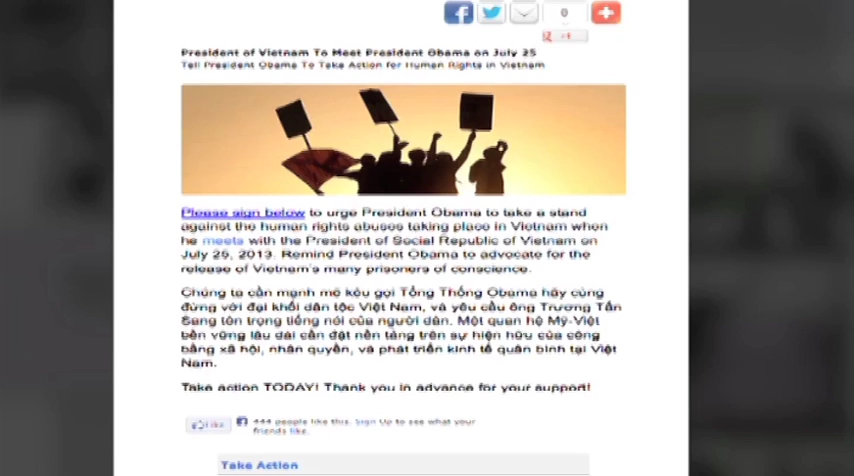 0
President of Vietnam To Meet President Obama on July 25
Tell President Obama To Take Action for Human Rights in Vietnam
Please sign below to urge President Obama to take a stand
against the human rights abuses taking place in Vietnam when
he meets with the President of Social Republic of Vietnam on
July 25, 2013. Remind President Obama to advocate for the
release of Vietnam's many prisoners of conscience.
Chúng ta cần mạnh mẽ kêu gọi Tổng Thống Obama hãy cùng
đứng với đại khối dân tộc Việt Nam, và yêu cầu ông Trương Tấn
Sang tôn trọng tiếng nói của người dân. Một quan hệ Mỹ-Việt
bền vững lâu dài cần đặt nền tảng trên sự hiện hữu của công
bằng xã hội, nhân quyền, và phát triển kinh tế quân bình tại Việt
Nam.
Take action TODAY! Thank you in advance for your support!
Like 444 people like this. Sign Up to see what your
friends like.
Take Action